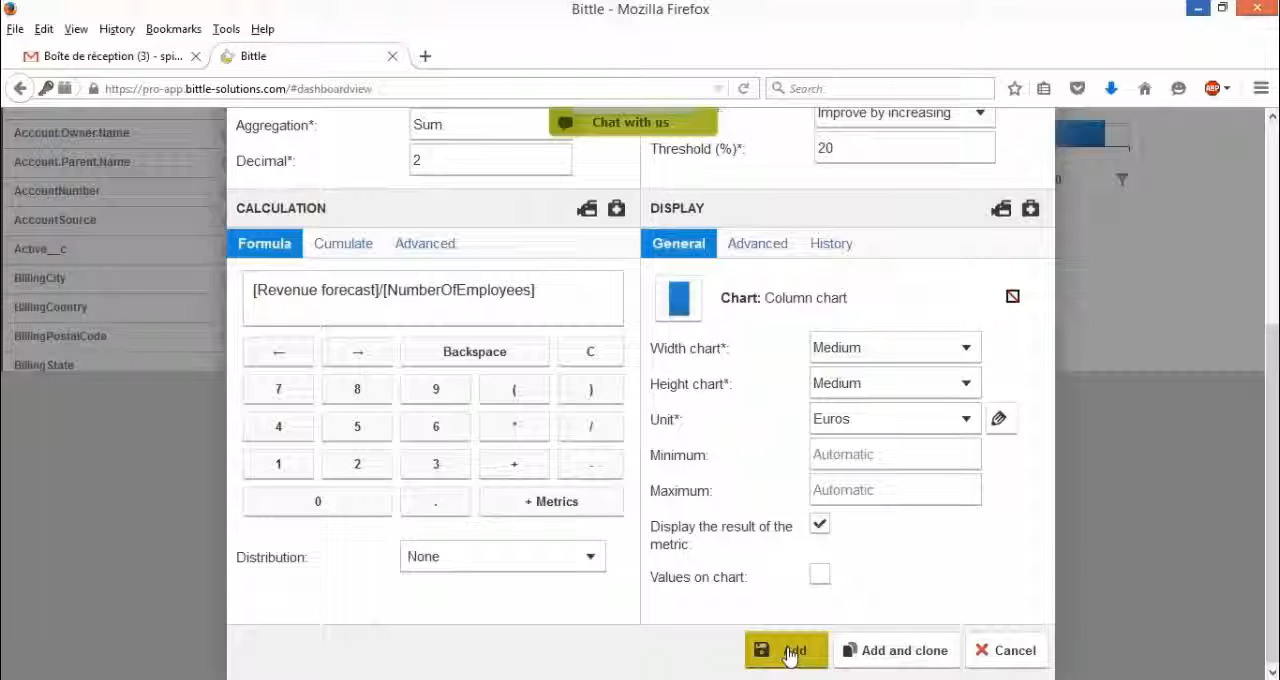 Bittle - Mozilla Firefox
File Edit View History Bookmarks Tools Help
Boîte de réception (3) - spi...
Bittle
https://pro-app.bittle-solutions.com/#dashboardview
Search
ABP
Account.Owner.Name
Account.Parent.Name
AccountNumber
AccountSource
Active__c
BillingCity
BillingCountry
BillingPostalCode
BillingState
Aggregation*:
Sum
Chat with us
Improve by increasing
Decimal*:
2
Threshold (%)*:
20
CALCULATION
Formula Cumulate Advanced
[Revenue forecast]/[NumberOfEmployees]
← → Backspace C
7 8 9 ( )
4 5 6 * /
1 2 3 + -
0 . + Metrics
Distribution:
None
DISPLAY
General Advanced History
Chart: Column chart
Width chart*:
Medium
Height chart*:
Medium
Unit*:
Euros
Minimum:
Automatic
Maximum:
Automatic
Display the result of the
metric:
Values on chart:
Add
Add and clone
Cancel